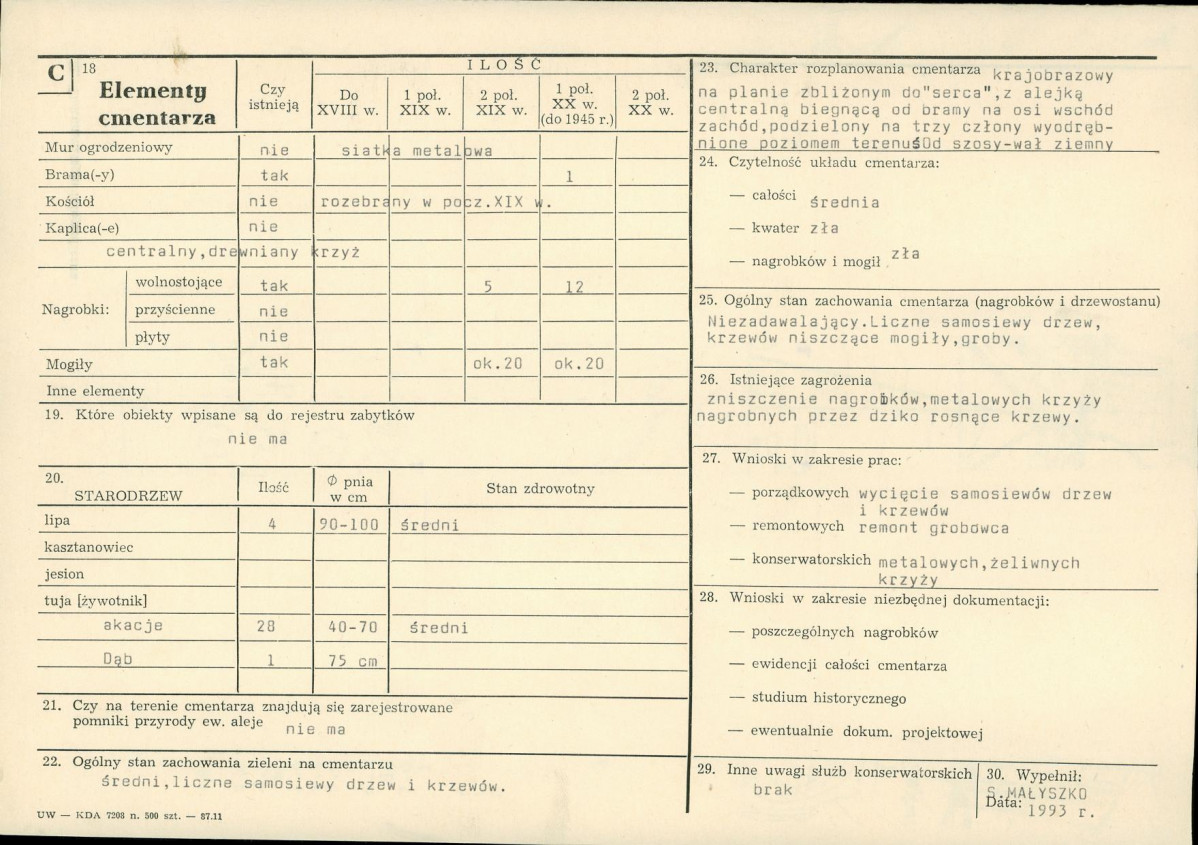 C 18
Elementy cmentarza
Czy istnieją
ILOŚĆ
Do XVIII w.
1 poł. XIX w.
2 poł. XIX w.
1 poł. XX w. (do 1945 r.)
2 poł. XX w.
Mur ogrodzeniowy nie siatka metalowa
Brama(-y) tak 1
Kościół nie rozebrany w pocz.XIX w.
Kaplica(-e) nie
centralny,drewniany krzyż
Nagrobki:
wolnostojące tak 5 12
przyścienne nie
płyty nie
Mogiły tak ok.20 ok.20
Inne elementy
19. Które obiekty wpisane są do rejestru zabytków
nie ma
20. STARODRZEW
Ilość
Ø pnia w cm
Stan zdrowotny
lipa 4 90-100 średni
kasztanowiec
jesion
tuja [żywotnik]
akacje 28 40-70 średni
Dąb 1 75 cm
21. Czy na terenie cmentarza znajdują się zarejestrowane
pomniki przyrody ew. aleje nie ma
22. Ogólny stan zachowania zieleni na cmentarzu
średni,liczne samosiewy drzew i krzewów.
UW — KDA 7208 n. 500 szt. — 87.11
23. Charakter rozplanowania cmentarza krajobrazowy
na planie zbliżonym do"serca",z alejką
centralną biegnącą od bramy na osi wschód
zachód,podzielony na trzy człony wyodręb-
nione poziomem terenuśOd szosy-wał ziemny
24. Czytelność układu cmentarza:
— całości średnia
— kwater zła
— nagrobków i mogił zła
25. Ogólny stan zachowania cmentarza (nagrobków i drzewostanu)
Niezadawalający.Liczne samosiewy drzew,
krzewów niszczące mogiły,groby.
26. Istniejące zagrożenia
zniszczenie nagrobków,metalowych krzyży
nagrobnych przez dziko rosnące krzewy.
27. Wnioski w zakresie prac:
— porządkowych wycięcie samosiewów drzew
i krzewów
— remontowych remont grobowca
— konserwatorskich metalowych,żeliwnych
krzyży
28. Wnioski w zakresie niezbędnej dokumentacji:
— poszczególnych nagrobków
— ewidencji całości cmentarza
— studium historycznego
— ewentualnie dokum. projektowej
29. Inne uwagi służb konserwatorskich
brak
30. Wypełnił:
S.MAŁYSZKO
Data: 1993 r.